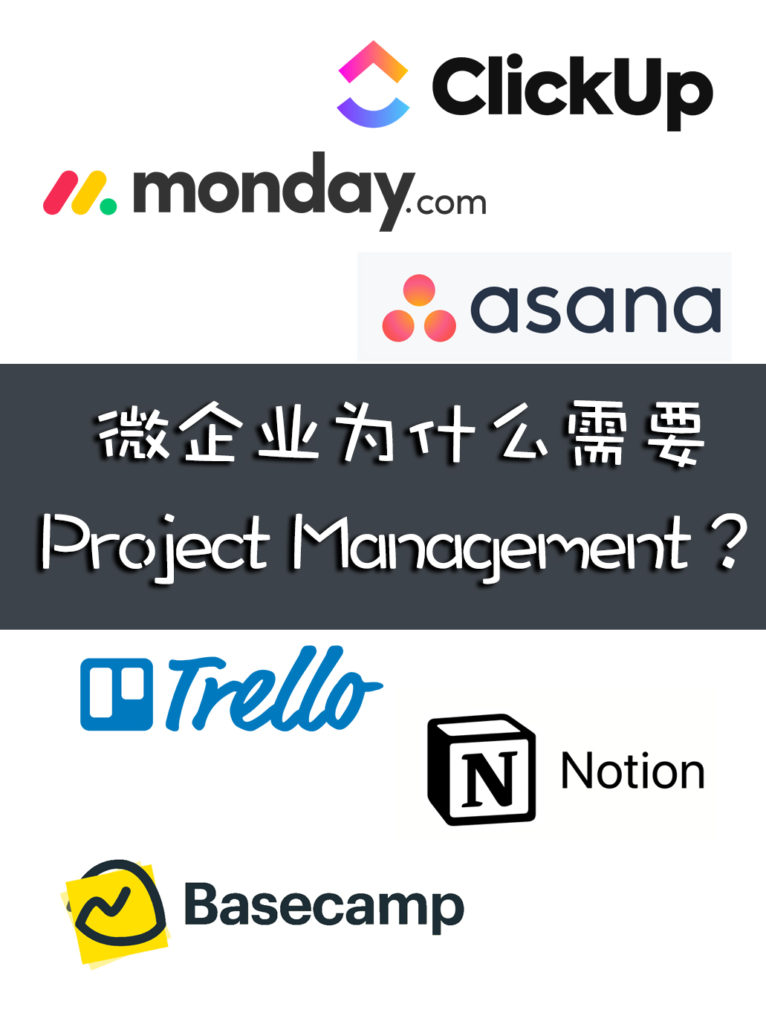 ClickUp
monday.com
asana
微企业为什么需要
Project Management？
Trello
N Notion
Basecamp